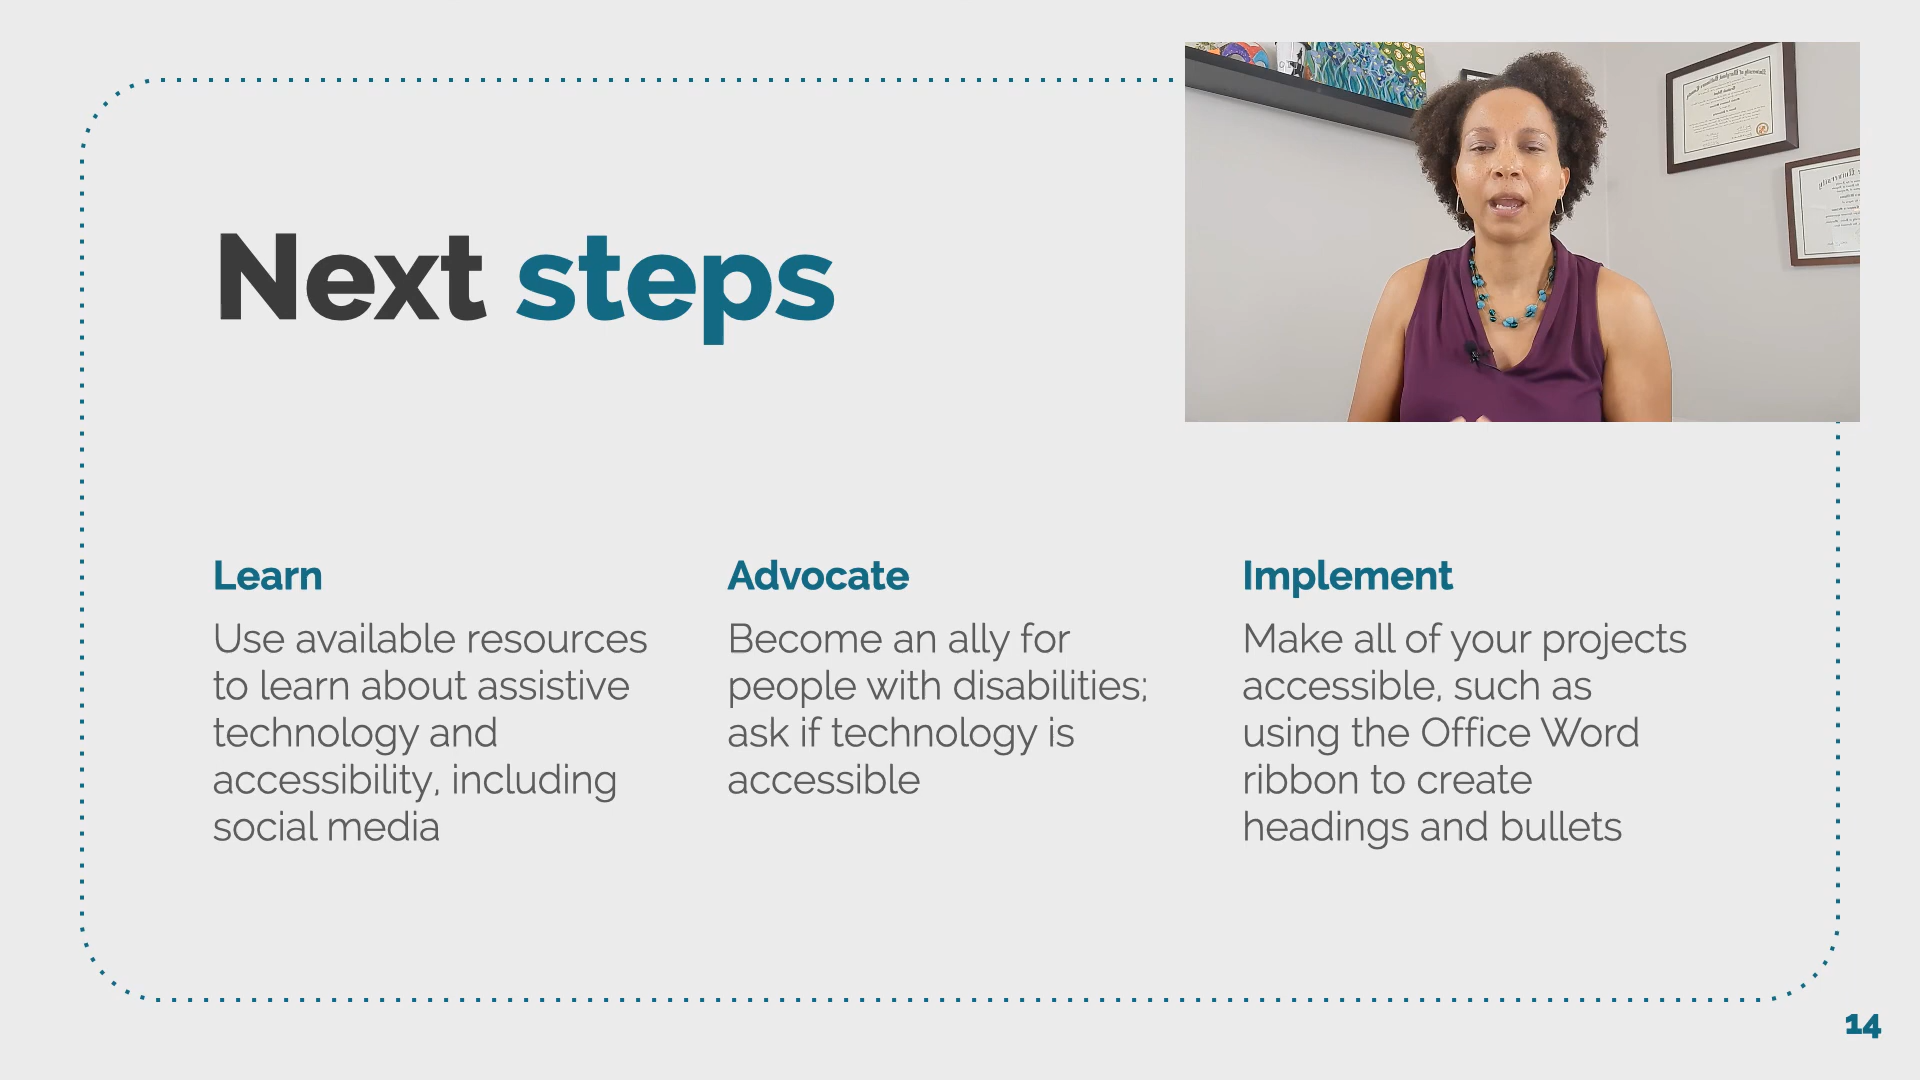 Next steps
Learn
Use available resources
to learn about assistive
technology and
accessibility, including
social media
Advocate
Become an ally for
people with disabilities;
ask if technology is
accessible
Implement
Make all of your projects
accessible, such as
using the Office Word
ribbon to create
headings and bullets
14